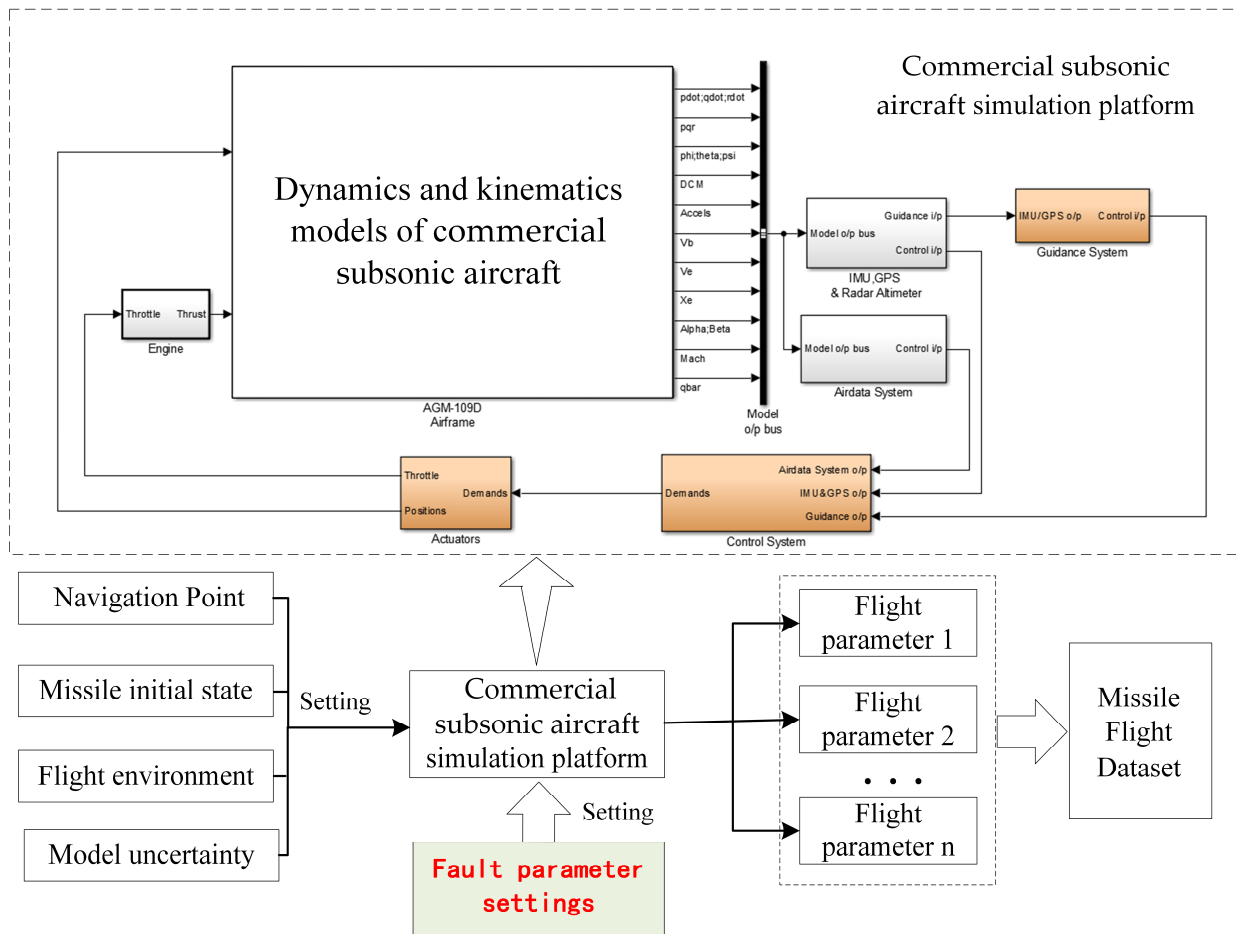 Commercial subsonic
aircraft simulation platform
Dynamics and kinematics
models of commercial
subsonic aircraft
AGM-109D
Airframe
pdot;qdot;rdot
pqr
phi;theta;psi
DCM
Accels
Vb
Ve
Xe
Alpha;Beta
Mach
qbar
Model
o/p bus
Guidance i/p
Model o/p bus
Control i/p
IMU,GPS
& Radar Altimeter
IMU/GPS o/p
Control i/p
Guidance System
Model o/p bus
Control i/p
Airdata System
Throttle
Thrust
Engine
Throttle
Demands
Positions
Actuators
Airdata System o/p
Demands
IMU&GPS o/p
Guidance o/p
Control System
Navigation Point
Missile initial state
Flight environment
Model uncertainty
Setting
Commercial
subsonic aircraft
simulation platform
Setting
Fault parameter
settings
Flight
parameter 1
Flight
parameter 2
. . .
Flight
parameter n
Missile
Flight
Dataset